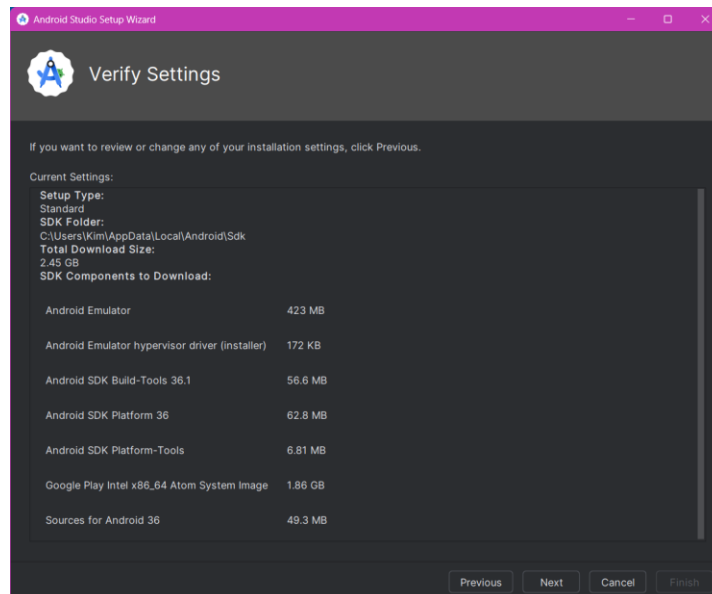 Android Studio Setup Wizard
Verify Settings
If you want to review or change any of your installation settings, click Previous.
Current Settings:
Setup Type:
Standard
SDK Folder:
C:\Users\Kim\AppData\Local\Android\Sdk
Total Download Size:
2.45 GB
SDK Components to Download:
Android Emulator 423 MB
Android Emulator hypervisor driver (installer) 172 KB
Android SDK Build-Tools 36.1 56.6 MB
Android SDK Platform 36 62.8 MB
Android SDK Platform-Tools 6.81 MB
Google Play Intel x86_64 Atom System Image 1.86 GB
Sources for Android 36 49.3 MB
Previous Next Cancel Finish